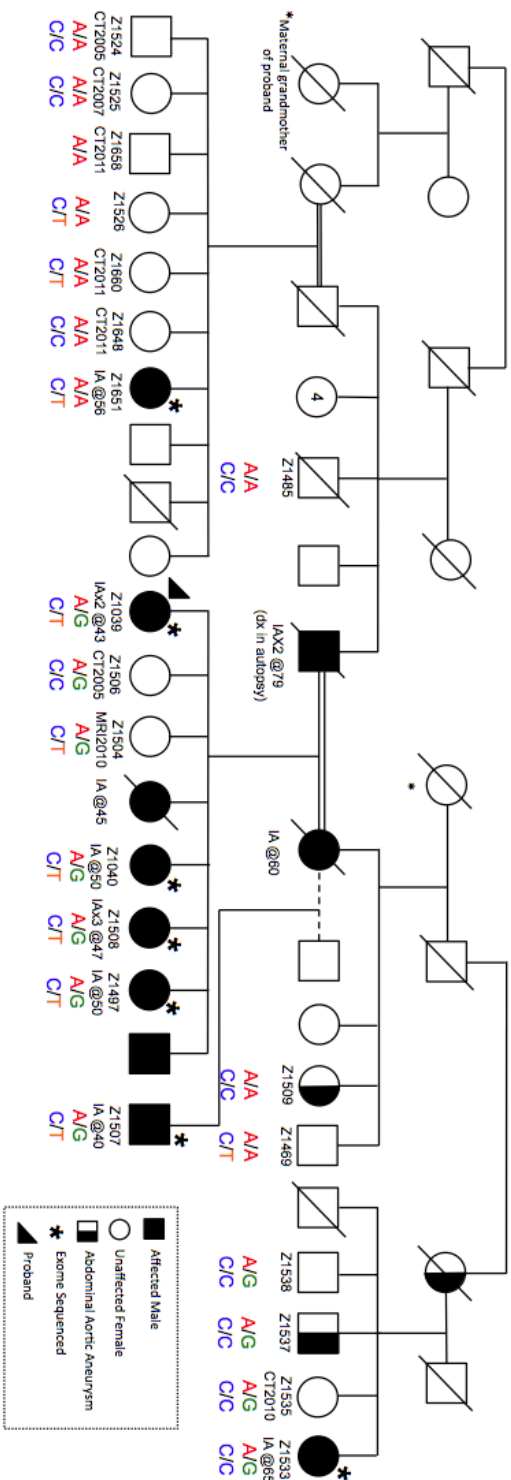 *Maternal grandmother
of proband
*
4
Z1485
A/A
C/C
IAX2 @79
(dx in autopsy)
IA @60
Z1509
A/A
C/C
Z1469
A/A
C/T
Z1538
A/G
C/C
Z1537
A/G
C/C
Z1535
CT2010
A/G
C/C
Z1533
IA @65
A/G
C/C
*
Z1524
CT2005
A/A
C/C
Z1525
CT2007
A/A
C/C
Z1658
CT2011
A/A
Z1526
A/A
C/T
Z1660
CT2011
A/A
C/T
Z1648
CT2011
A/A
C/C
Z1651
IA @56
A/A
C/T
*
Z1039
IAx2 @43
A/G
C/T
*
Z1506
CT2005
A/G
C/C
Z1504
MRI2010
A/G
C/T
IA @45
Z1040
IA @50
A/G
C/T
*
Z1508
IAx3 @47
A/G
C/T
*
Z1497
IA @50
A/G
C/T
*
Z1507
IA @40
A/G
C/T
*
Affected Male
Unaffected Female
Abdominal Aortic Aneurysm
* Exome Sequenced
Proband